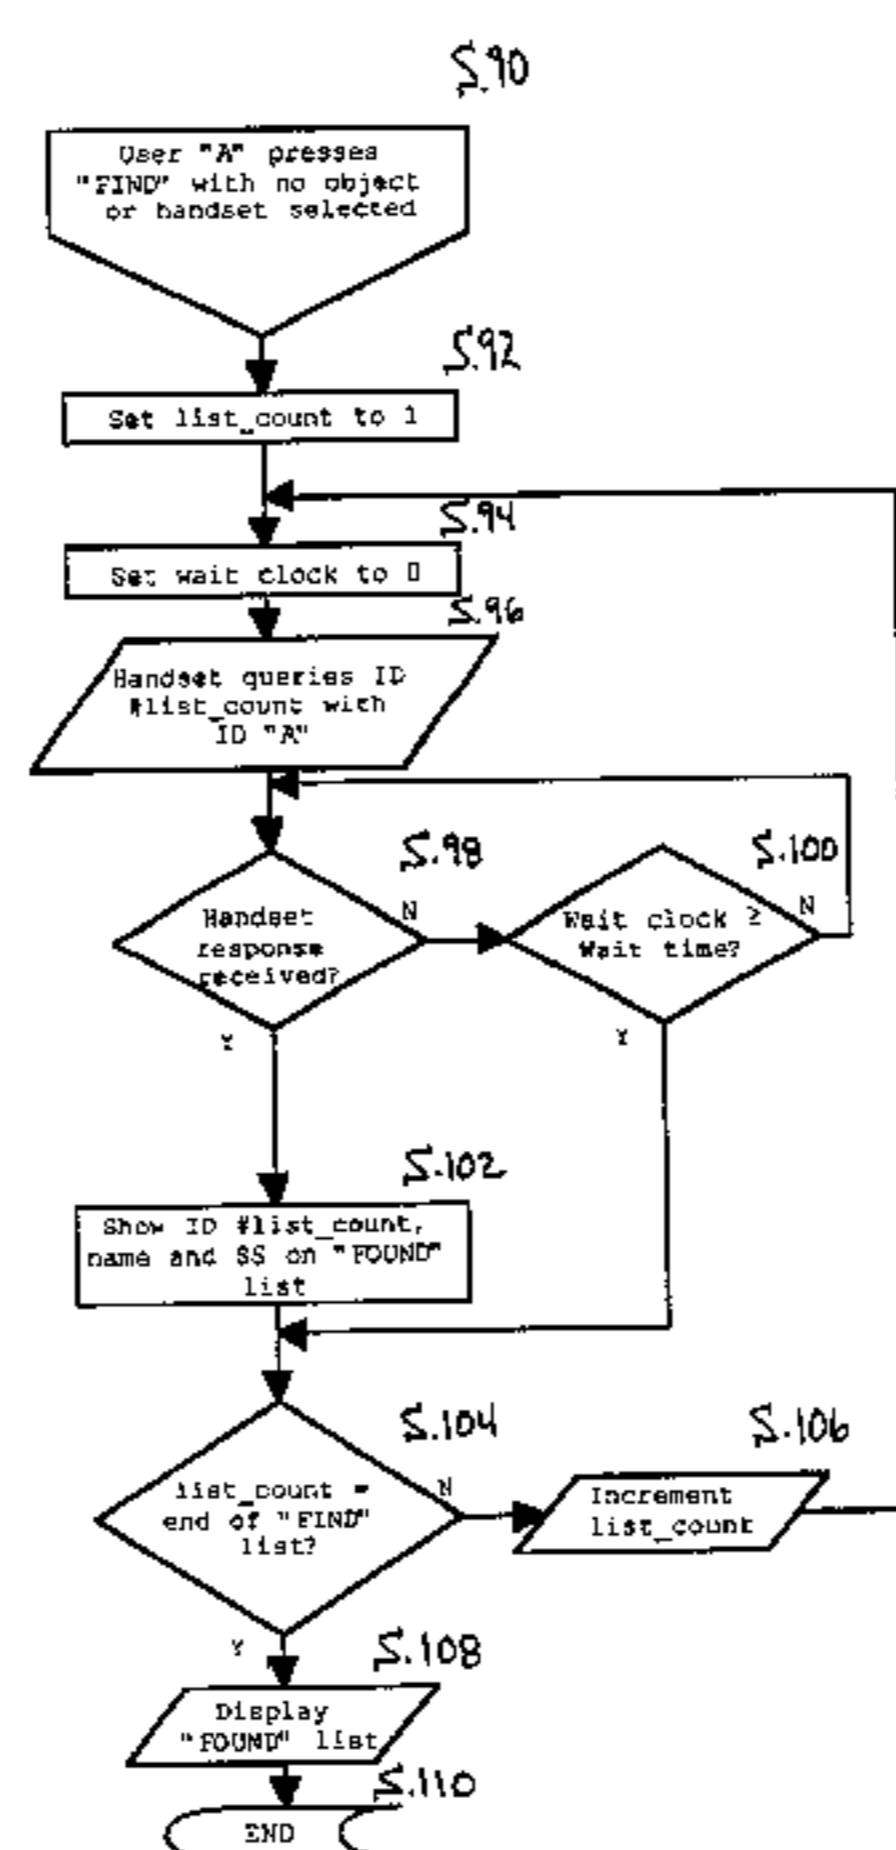 S.90
User "A" presses
"FIND" with no object
or handset selected
S.92
Set list_count to 1
S.94
Set wait clock to 0
S.96
Handset queries ID
#list_count with
ID "A"
S.98
S.100
Handset
response
received?
N
Wait clock ≥
Wait time?
N
Y
Y
S.102
Show ID #list_count,
name and SS on "FOUND"
list
S.104
S.106
list_count =
end of "FIND"
list?
N
Increment
list_count
Y
S.108
Display
"FOUND" list
S.110
END